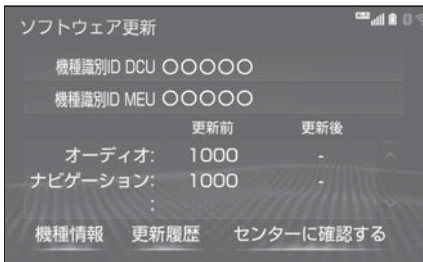 ソフトウェア更新
機種識別ID DCU 〇〇〇〇〇
機種識別ID MEU 〇〇〇〇〇
更新前 更新後
オーディオ: 1000 -
ナビゲーション: 1000 -
:
機種情報 更新履歴 センターに確認する